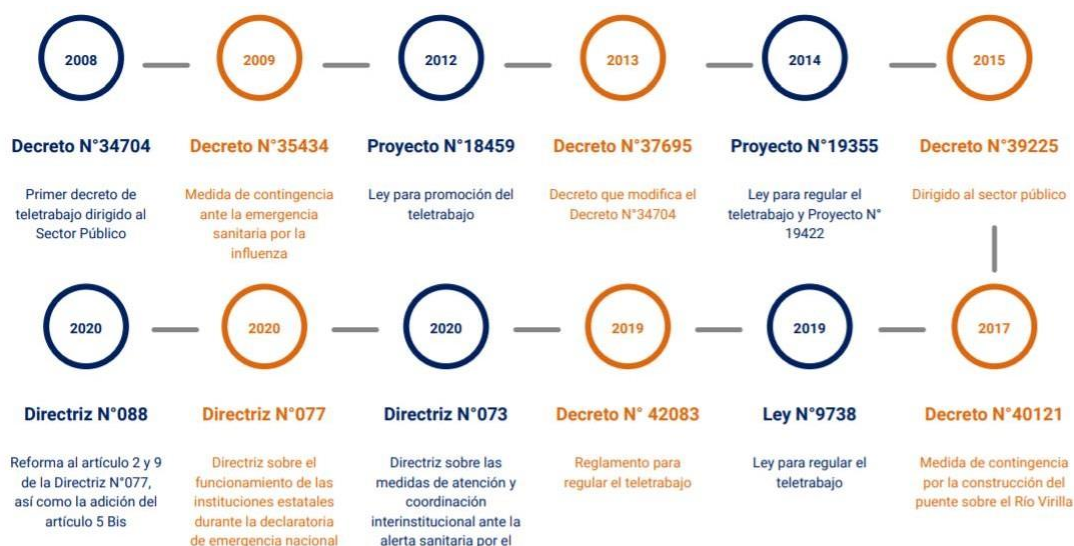 2008
Decreto N°34704
Primer decreto de
teletrabajo dirigido al
Sector Público
2009
Decreto N°35434
Medida de contingencia
ante la emergencia
sanitaria por la
influenza
2012
Proyecto N°18459
Ley para promoción del
teletrabajo
2013
Decreto N°37695
Decreto que modifica el
Decreto N°34704
2014
Proyecto N°19355
Ley para regular el
teletrabajo y Proyecto N°
19422
2015
Decreto N°39225
Dirigido al sector público
2017
Decreto N°40121
Medida de contingencia
por la construcción del
puente sobre el Río Virilla
2019
Ley N°9738
Ley para regular el
teletrabajo
2019
Decreto N° 42083
Reglamento para
regular el teletrabajo
2020
Directriz N°073
Directriz sobre las
medidas de atención y
coordinación
interinstitucional ante la
alerta sanitaria por el
2020
Directriz N°077
Directriz sobre el
funcionamiento de las
instituciones estatales
durante la declaratoria
de emergencia nacional
2020
Directriz N°088
Reforma al artículo 2 y 9
de la Directriz N°077,
así como la adición del
artículo 5 Bis